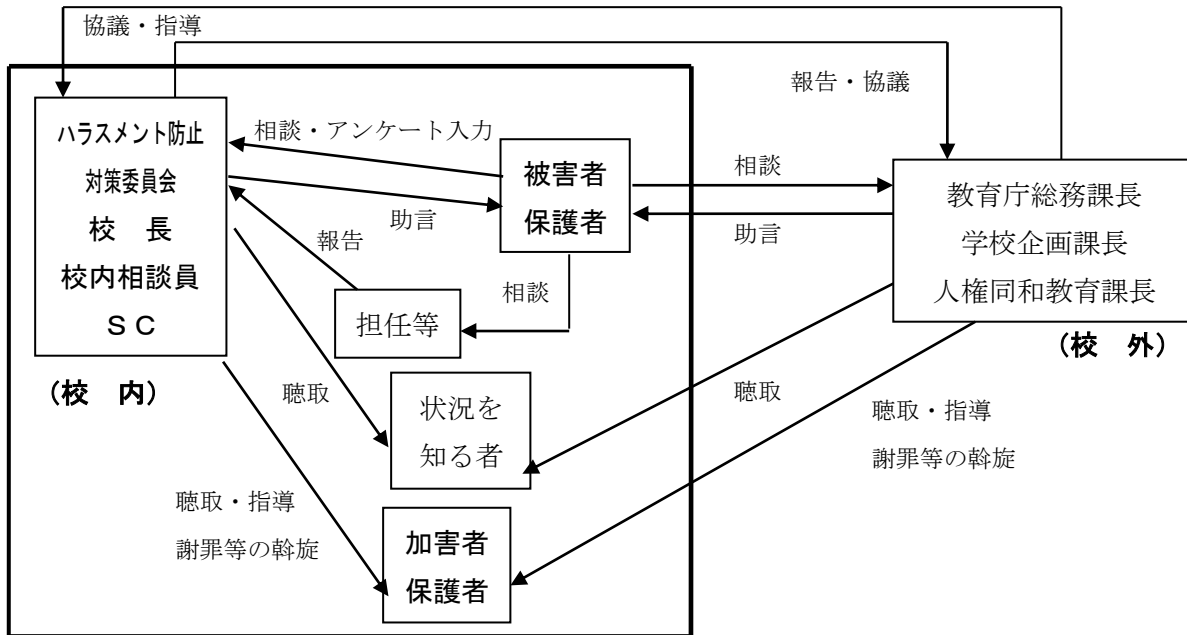 協議・指導
報告・協議
ハラスメント防止
対策委員会
校　長
校内相談員
ＳＣ
(校　内)
相談・アンケート入力
助言
報告
被害者
保護者
相談
担任等
相談
助言
教育庁総務課長
学校企画課長
人権同和教育課長
(校　外)
聴取
状況を
知る者
聴取
聴取・指導
謝罪等の斡旋
加害者
保護者
聴取・指導
謝罪等の斡旋